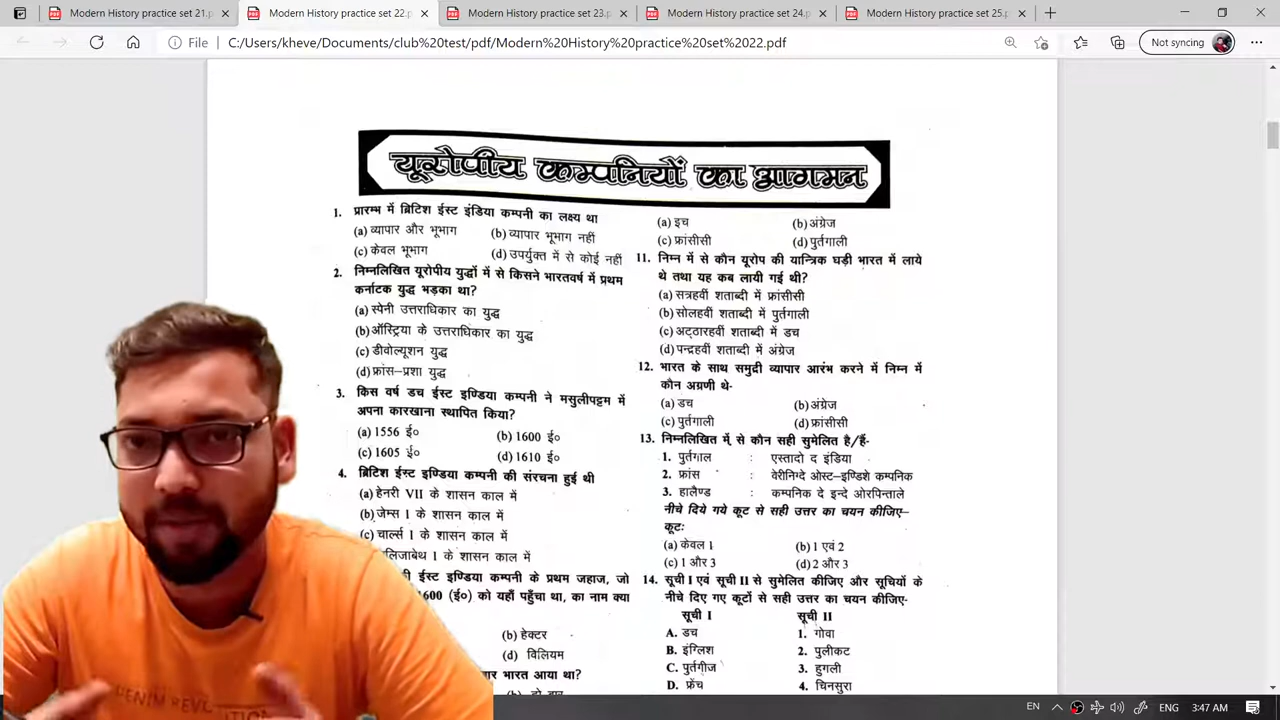 Modern History practice set 21.p
Modern History practice set 22.p
Modern History practice set 23.p
Modern History practice set 24.p
Modern History practice set 25.p
File
C:/Users/kheve/Documents/club%20test/pdf/Modern%20History%20practice%20set%2022.pdf
Not syncing
यूरोपीय कम्पनियों का आगमन
1. प्रारम्भ में ब्रिटिश ईस्ट इंडिया कम्पनी का लक्ष्य था
(a) व्यापार और भूभाग (b) व्यापार भूभाग नहीं
(c) केवल भूभाग (d) उपर्युक्त में से कोई नहीं
2. निम्नलिखित यूरोपीय युद्धों में से किसने भारतवर्ष में प्रथम
कर्नाटक युद्ध भड़का था?
(a) स्पेनी उत्तराधिकार का युद्ध
(b) ऑस्ट्रिया के उत्तराधिकार का युद्ध
(c) डीवोल्यूशन युद्ध
(d) फ्रांस-प्रशा युद्ध
3. किस वर्ष डच ईस्ट इण्डिया कम्पनी ने मसुलीपट्टम में
अपना कारखाना स्थापित किया?
(a) 1556 ई० (b) 1600 ई०
(c) 1605 ई० (d) 1610 ई०
4. ब्रिटिश ईस्ट इण्डिया कम्पनी की संरचना हुई थी
(a) हेनरी VII के शासन काल में
(b) जेम्स I के शासन काल में
(c) चार्ल्स I के शासन काल में
लिजाबेथ I के शासन काल में
ईस्ट इण्डिया कम्पनी के प्रथम जहाज, जो
1600 (ई०) को यहाँ पहुँचा था, का नाम क्या
(b) हेक्टर
(d) विलियम
भारत आया था?
(a) डच (b) अंग्रेज
(c) फ्रांसीसी (d) पुर्तगाली
11. निम्न में से कौन यूरोप की यान्त्रिक घड़ी भारत में लाये
थे तथा यह कब लायी गई थी?
(a) सत्रहवीं शताब्दी में फ्रांसीसी
(b) सोलहवीं शताब्दी में पुर्तगाली
(c) अट्ठारहवीं शताब्दी में डच
(d) पन्द्रहवीं शताब्दी में अंग्रेज
12. भारत के साथ समुद्री व्यापार आरंभ करने में निम्न में
कौन अग्रणी थे-
(a) डच (b) अंग्रेज
(c) पुर्तगाली (d) फ्रांसीसी
13. निम्नलिखित में से कौन सही सुमेलित है/हैं-
1. पुर्तगाल : एस्तादो द इंडिया
2. फ्रांस : वेरीनिग्दे ओस्ट-इण्डिशे कम्पनिक
3. हालैण्ड : कम्पनिक दे इन्दे ओरपिन्ताले
नीचे दिये गये कूट से सही उत्तर का चयन कीजिए-
कूटः
(a) केवल 1 (b) 1 एवं 2
(c) 1 और 3 (d) 2 और 3
14. सूची I एवं सूची II से सुमेलित कीजिए और सूचियों के
नीचे दिए गए कूटों से सही उत्तर का चयन कीजिए-
सूची I सूची II
A. डच 1. गोवा
B. इंग्लिश 2. पुलीकट
C. पुर्तगीज 3. हुगली
D. फ्रेंच 4. चिनसुरा
EN
ENG
3:47 AM